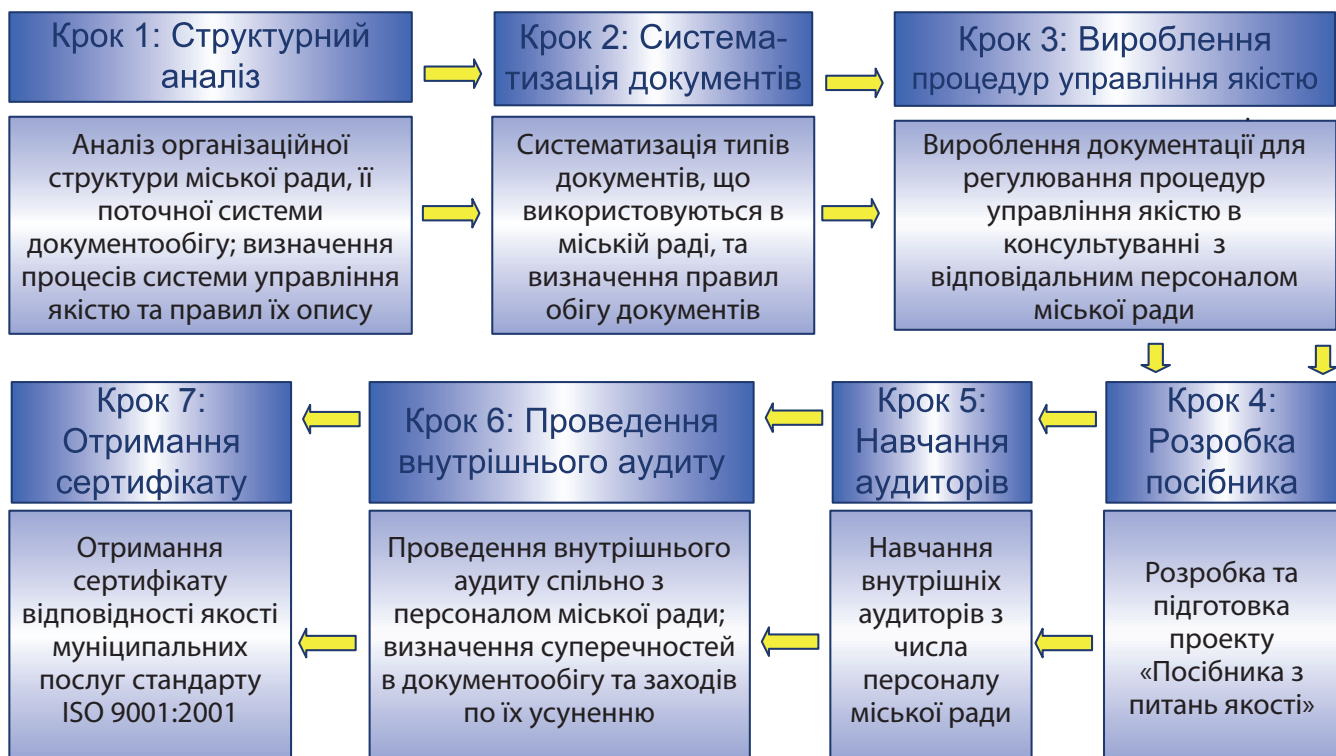 Крок 1: Структурний
аналіз
Аналіз організаційної
структури міської ради, її
поточної системи
документообігу; визначення
процесів системи управління
якістю та правил їх опису
Крок 2: Система-
тизація документів
Систематизація типів
документів, що
використовуються в
міській раді, та
визначення правил
обігу документів
Крок 3: Вироблення
процедур управління якістю
Вироблення документації для
регулювання процедур
управління якістю в
консультуванні з
відповідальним персоналом
міської ради
Крок 4:
Розробка
посібника
Розробка та
підготовка
проекту
«Посібника з
питань якості»
Крок 5:
Навчання
аудиторів
Навчання
внутрішніх
аудиторів з
числа
персоналу
міської ради
Крок 6: Проведення
внутрішнього аудиту
Проведення внутрішнього
аудиту спільно з
персоналом міської ради;
визначення суперечностей
в документообігу та заходів
по їх усуненню
Крок 7:
Отримання
сертифікату
Отримання
сертифікату
відповідності якості
муніципальних
послуг стандарту
ISO 9001:2001